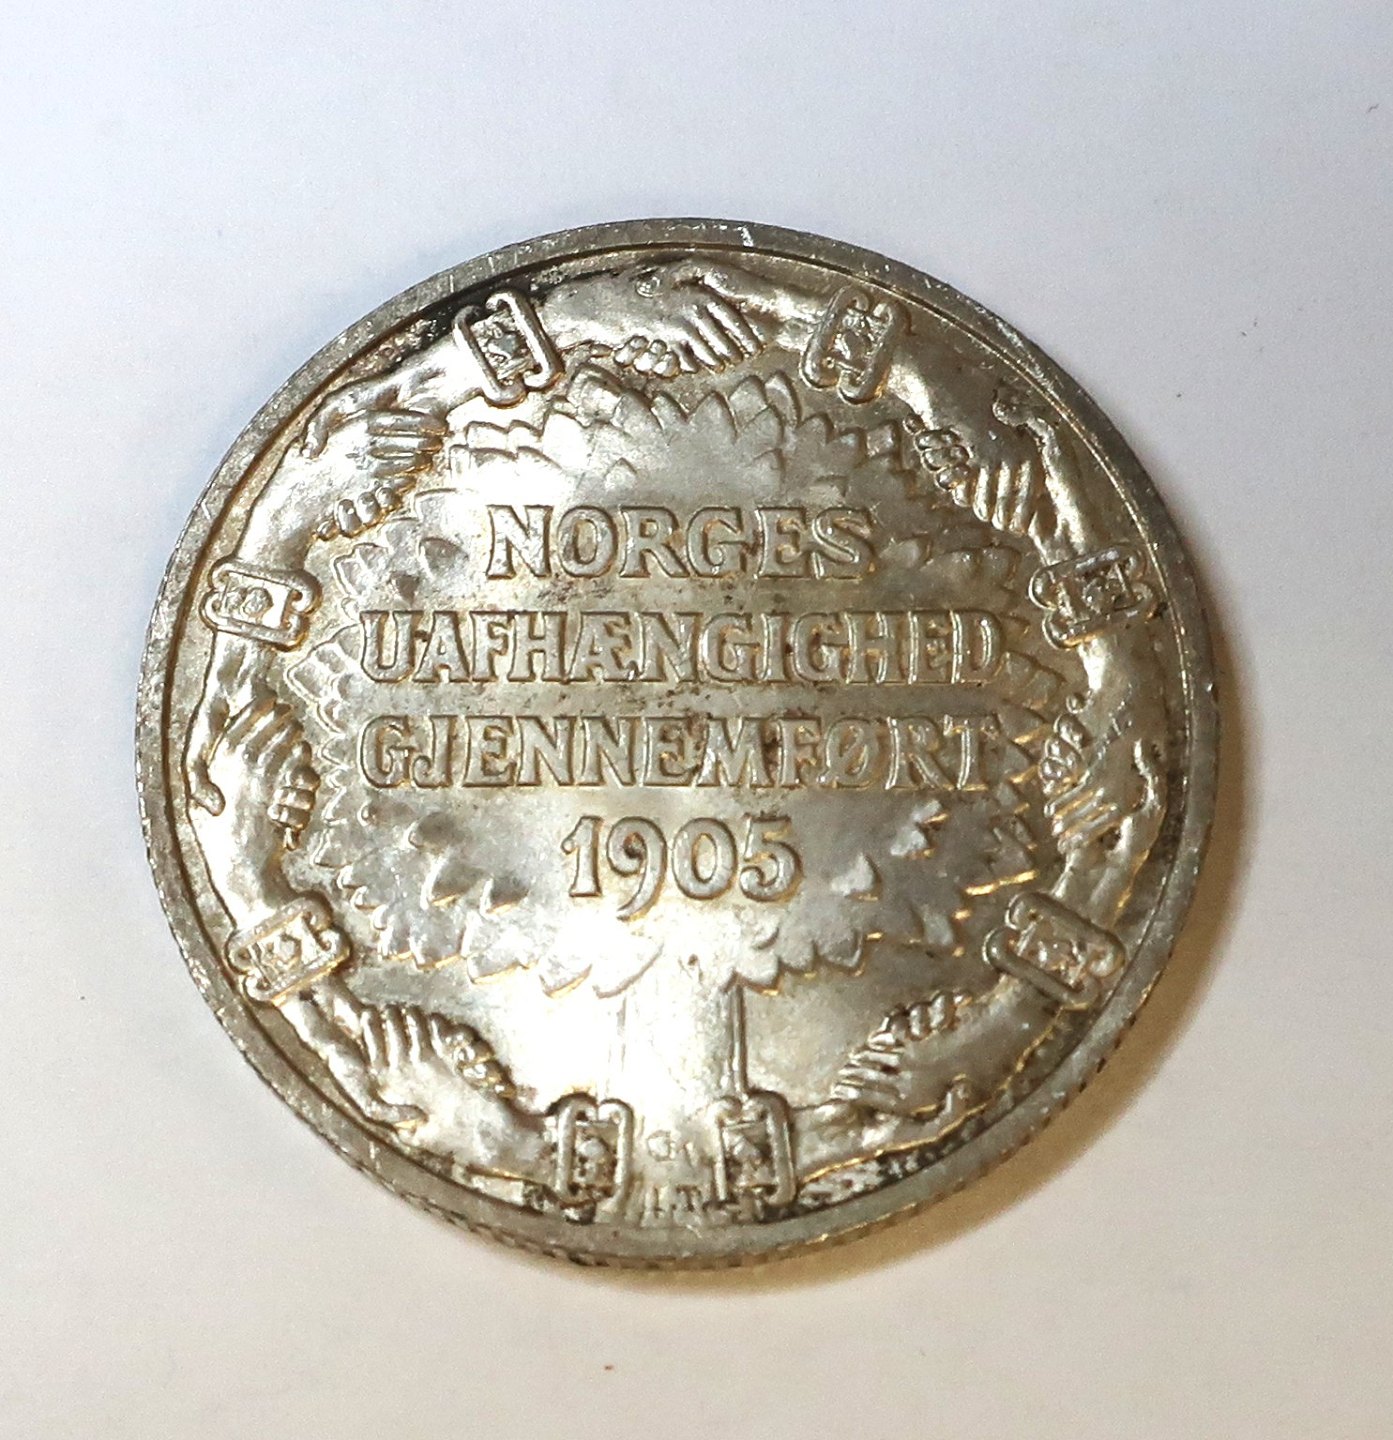 NORGES
UAFHÆNGIGHED
GJENNEMFØRT
1905
I.T.